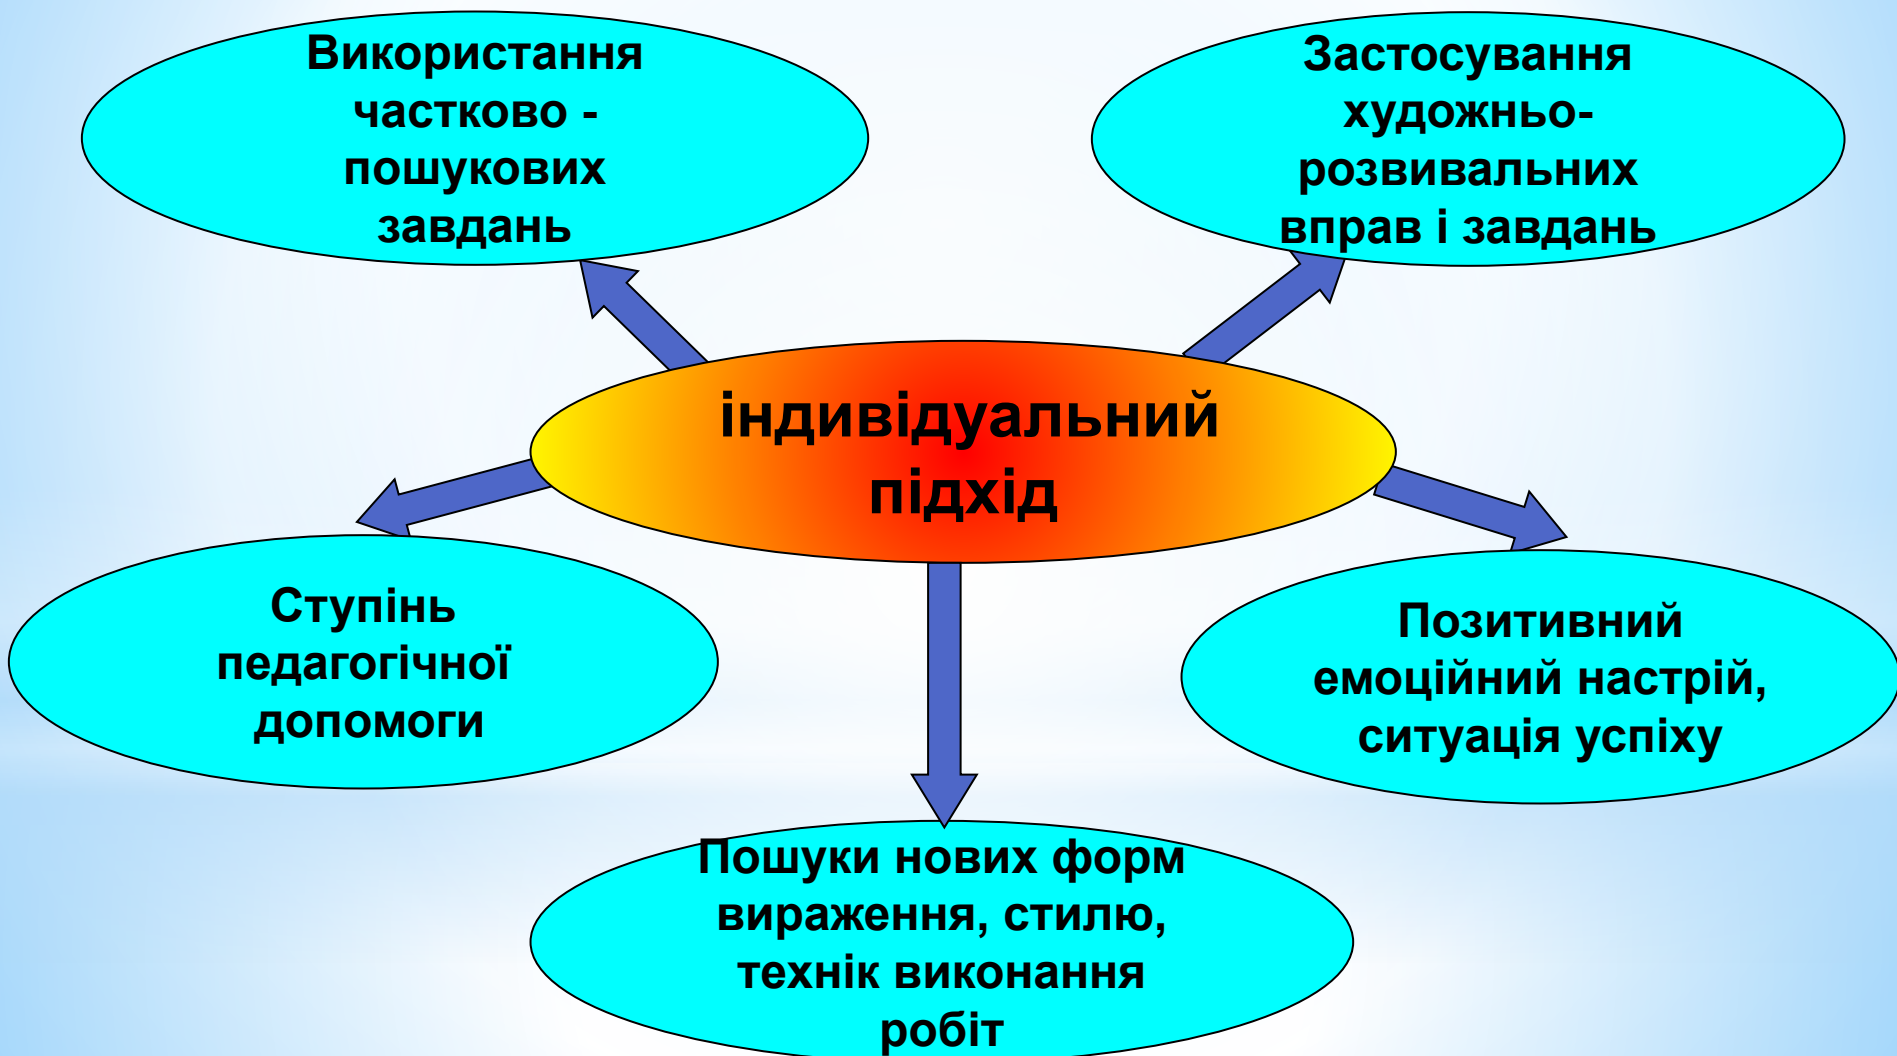 Використання
частково -
пошукових
завдань
Застосування
художньо-
розвивальних
вправ і завдань
індивідуальний
підхід
Ступінь
педагогічної
допомоги
Позитивний
емоційний настрій,
ситуація успіху
Пошуки нових форм
вираження, стилю,
технік виконання
робіт